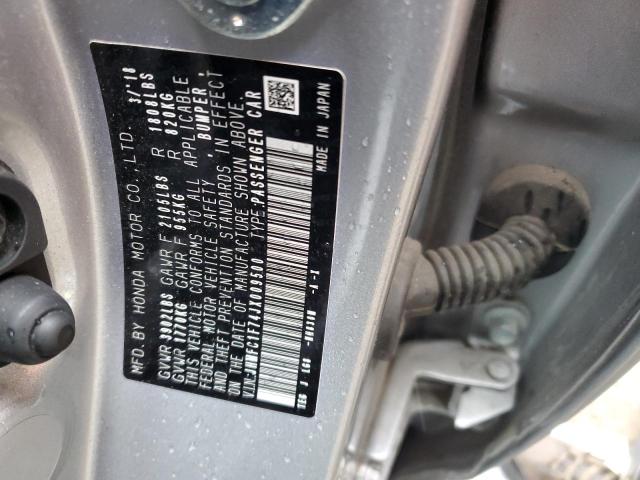 MFD.BY HONDA MOTOR CO.,LTD. 3/'18
GVWR 3900LBS GAWR F 2105LBS R 1808LBS
GVWR 1770KG GAWR F 955KG R 820KG
THIS VEHICLE CONFORMS TO ALL APPLICABLE
FEDERAL MOTOR VEHICLE SAFETY , BUMPER ,
AND THEFT PREVENTION STANDARDS IN EFFECT
ON THE DATE OF MANUFACTURE SHOWN ABOVE.
TYPE:PASSENGER CAR
MADE IN JAPAN
-A -I